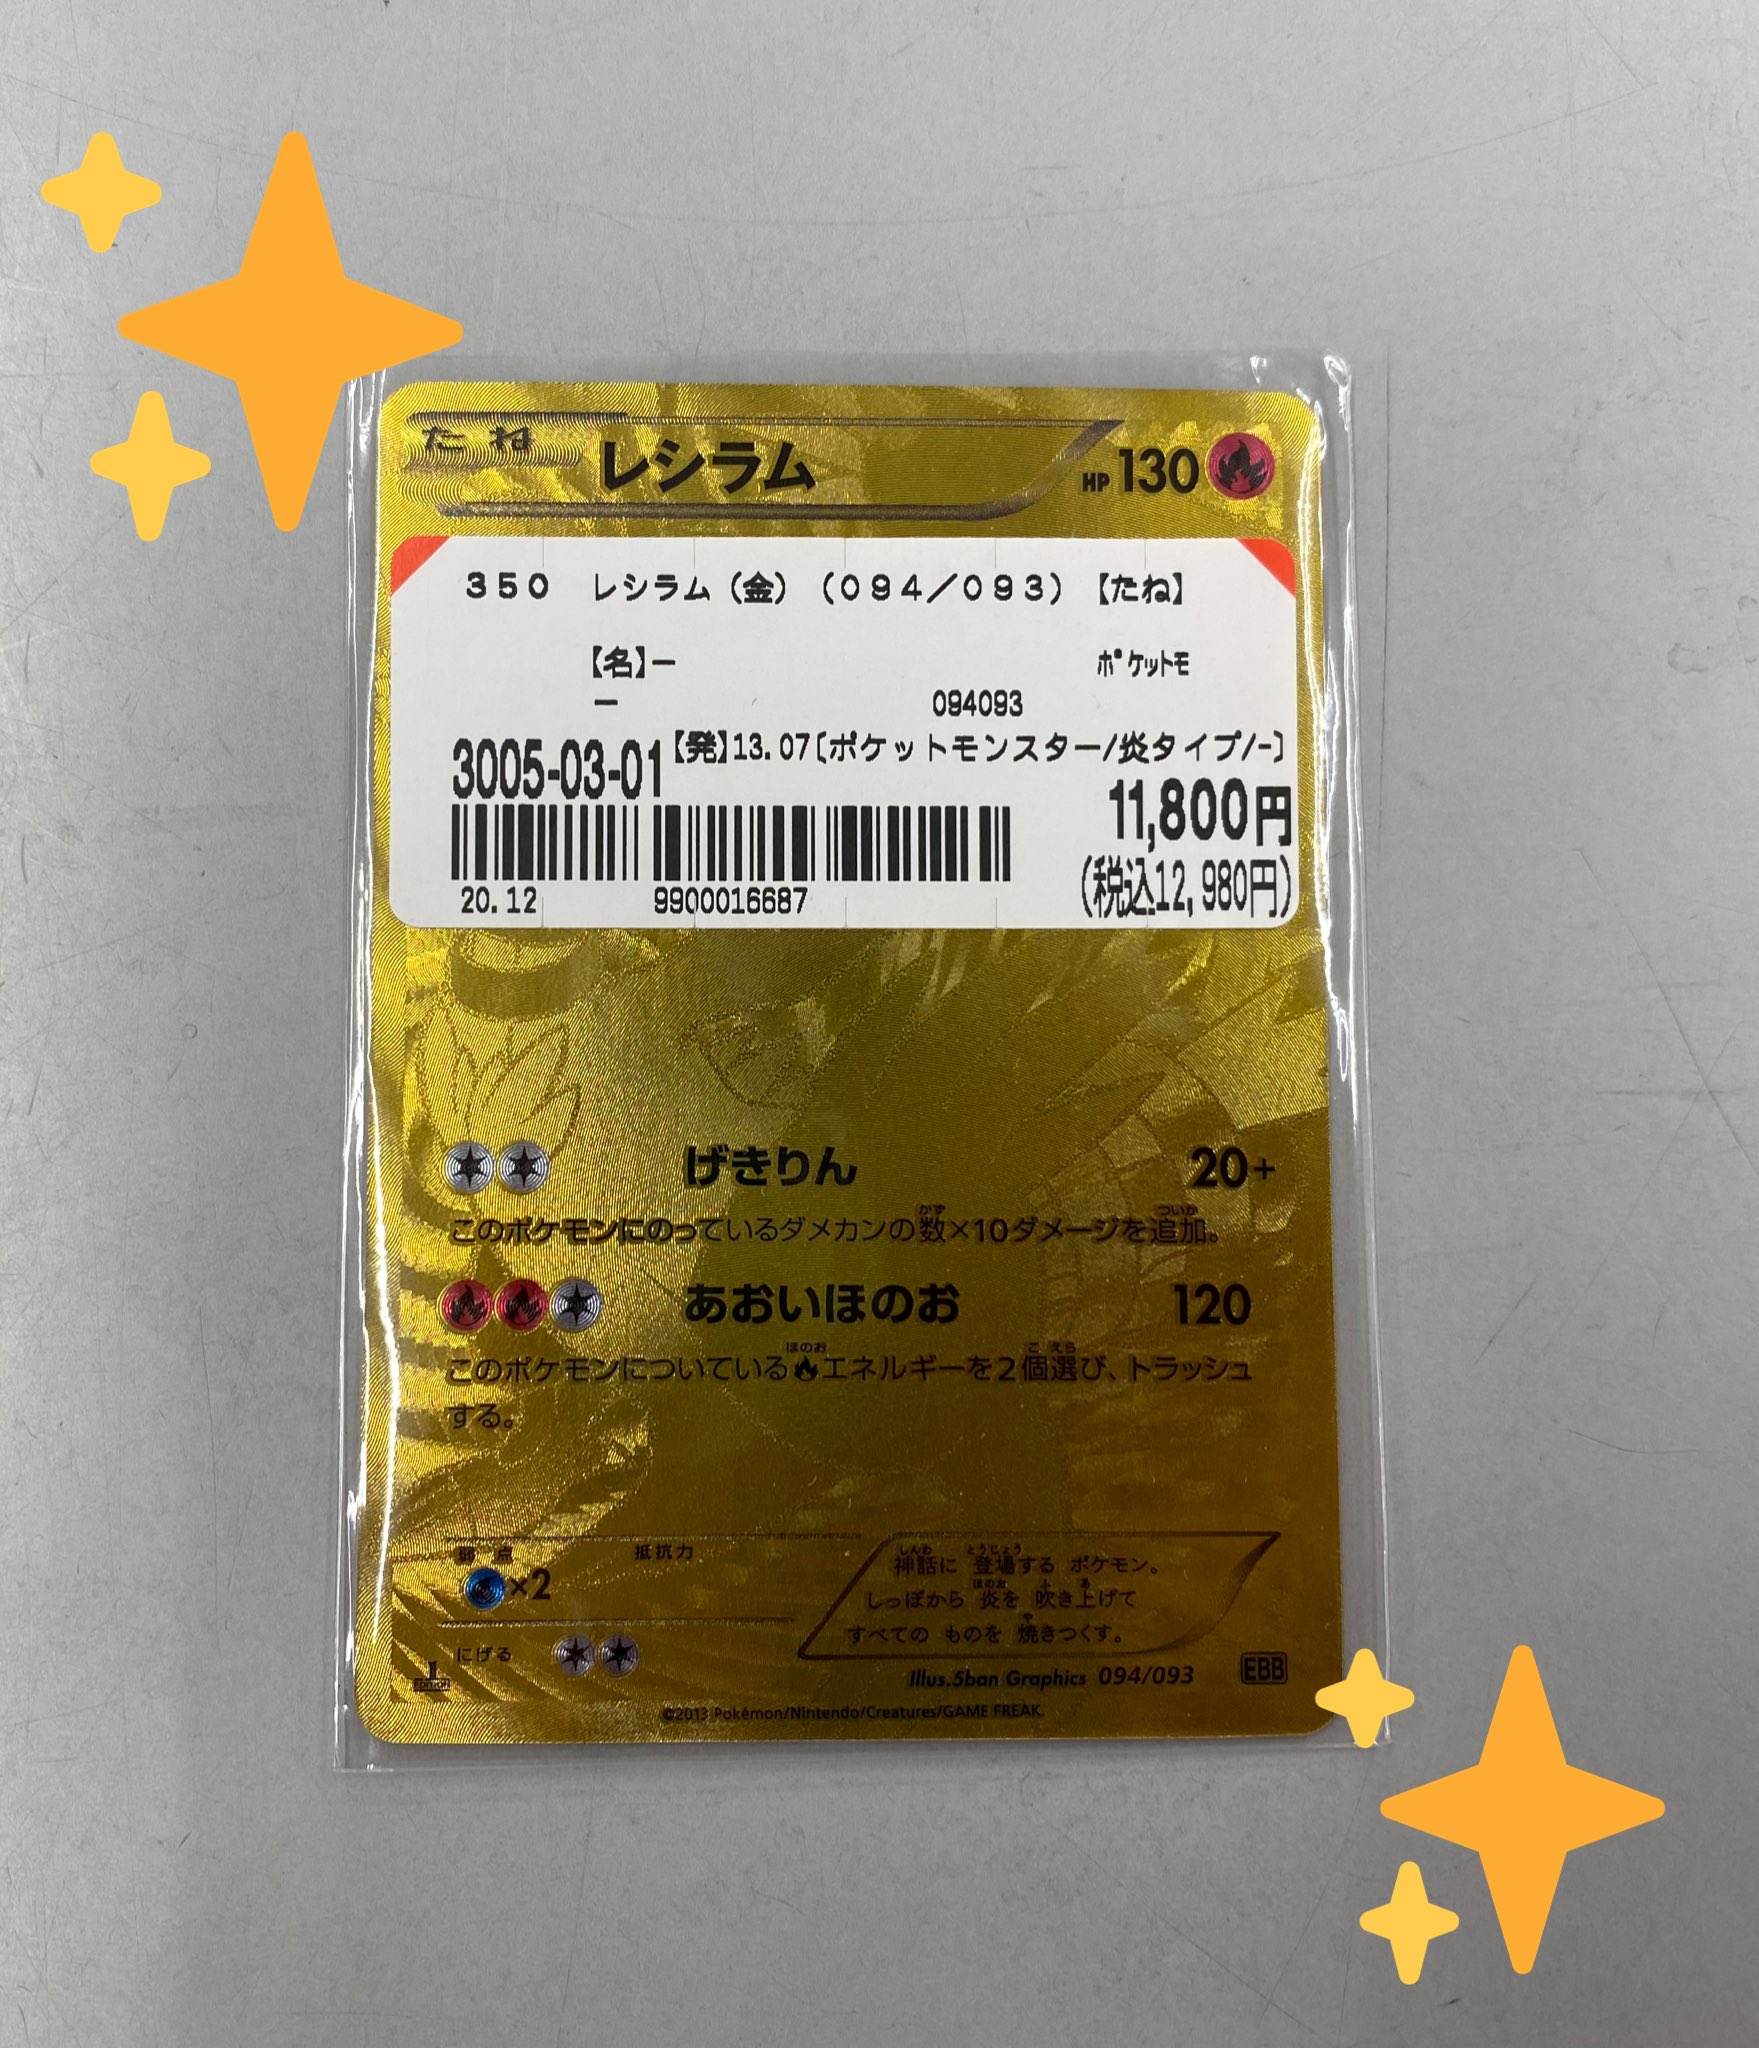 たね レシラム HP130
350 レシラム（金）（094／093）【たね】
【名】ー ポケットモ
ー 094093
3005-03-01 【発】13.07〔ポケットモンスター/炎タイプ/-〕
11,800円
(税込12,980円)
20.12 9900016687
げきりん 20+
このポケモンにのっているダメカンの数×10ダメージを追加。
あおいほのお 120
このポケモンについているエネルギーを2個選び、トラッシュ
する。
弱点 抵抗力
×2
にげる
神話に 登場する ポケモン。
しっぽから 炎を 吹き上げて
すべての ものを 焼きつくす。
1 EDITION
Illus.5ban Graphics 094/093 EBB
©2013 Pokémon/Nintendo/Creatures/GAME FREAK.